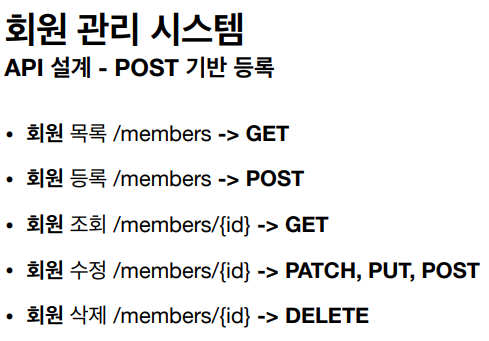 회원 관리 시스템
API 설계 - POST 기반 등록
• 회원 목록 /members -> GET
• 회원 등록 /members -> POST
• 회원 조회 /members/{id} -> GET
• 회원 수정 /members/{id} -> PATCH, PUT, POST
• 회원 삭제 /members/{id} -> DELETE